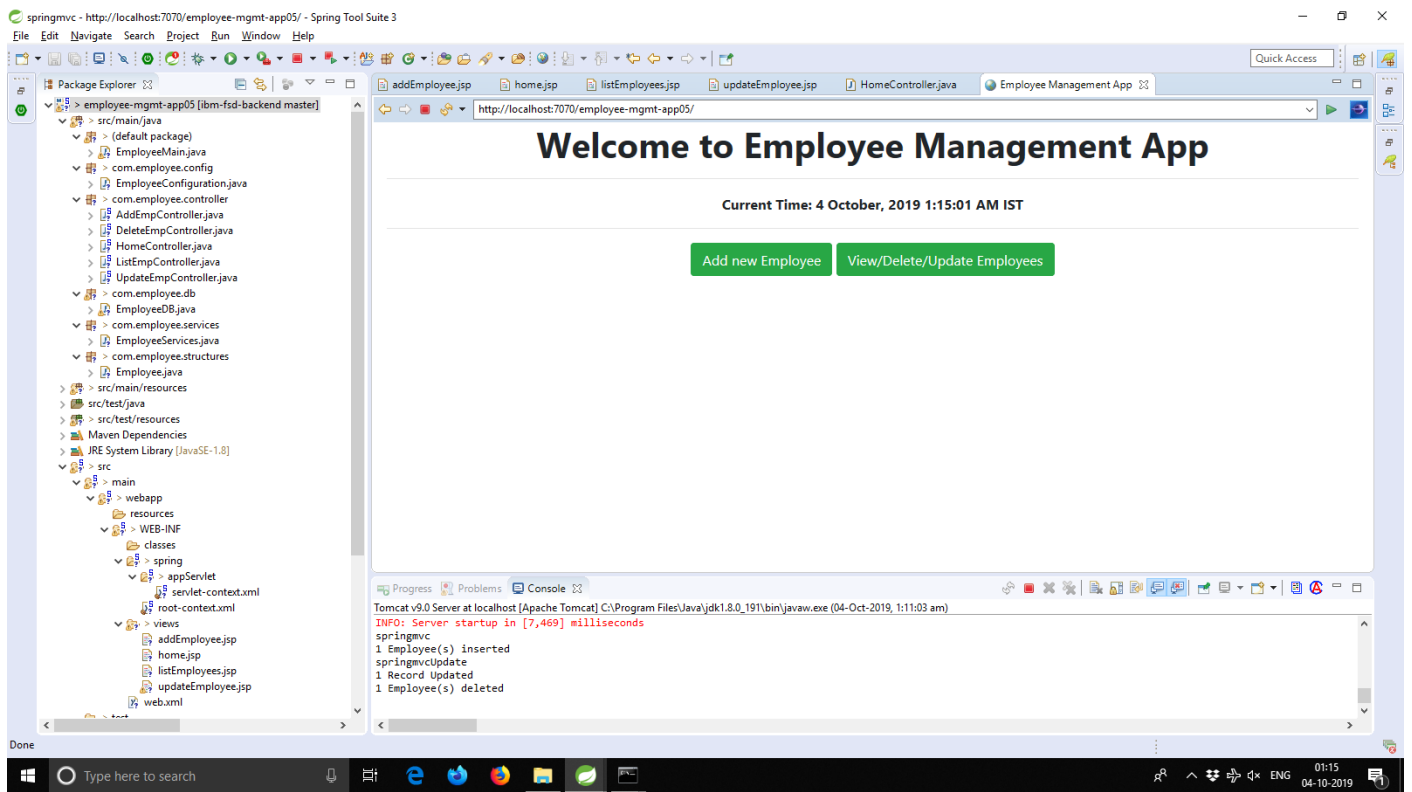 springmvc - http://localhost:7070/employee-mgmt-app05/ - Spring Tool Suite 3
File Edit Navigate Search Project Run Window Help
Quick Access
Package Explorer
> employee-mgmt-app05 [ibm-fsd-backend master]
> src/main/java
> (default package)
EmployeeMain.java
> com.employee.config
EmployeeConfiguration.java
> com.employee.controller
AddEmpController.java
DeleteEmpController.java
HomeController.java
ListEmpController.java
UpdateEmpController.java
> com.employee.db
EmployeeDB.java
> com.employee.services
EmployeeServices.java
> com.employee.structures
Employee.java
> src/main/resources
src/test/java
> src/test/resources
Maven Dependencies
JRE System Library [JavaSE-1.8]
> src
> main
> webapp
resources
> WEB-INF
classes
> spring
> appServlet
servlet-context.xml
root-context.xml
> views
addEmployee.jsp
home.jsp
listEmployees.jsp
updateEmployee.jsp
web.xml
> test
addEmployee.jsp home.jsp listEmployees.jsp updateEmployee.jsp HomeController.java Employee Management App
http://localhost:7070/employee-mgmt-app05/
Welcome to Employee Management App
Current Time: 4 October, 2019 1:15:01 AM IST
Add new Employee View/Delete/Update Employees
Progress Problems Console
Tomcat v9.0 Server at localhost [Apache Tomcat] C:\Program Files\Java\jdk1.8.0_191\bin\javaw.exe (04-Oct-2019, 1:11:03 am)
INFO: Server startup in [7,469] milliseconds
springmvc
1 Employee(s) inserted
springmvcUpdate
1 Record Updated
1 Employee(s) deleted
Done
Type here to search
ENG
01:15
04-10-2019
1